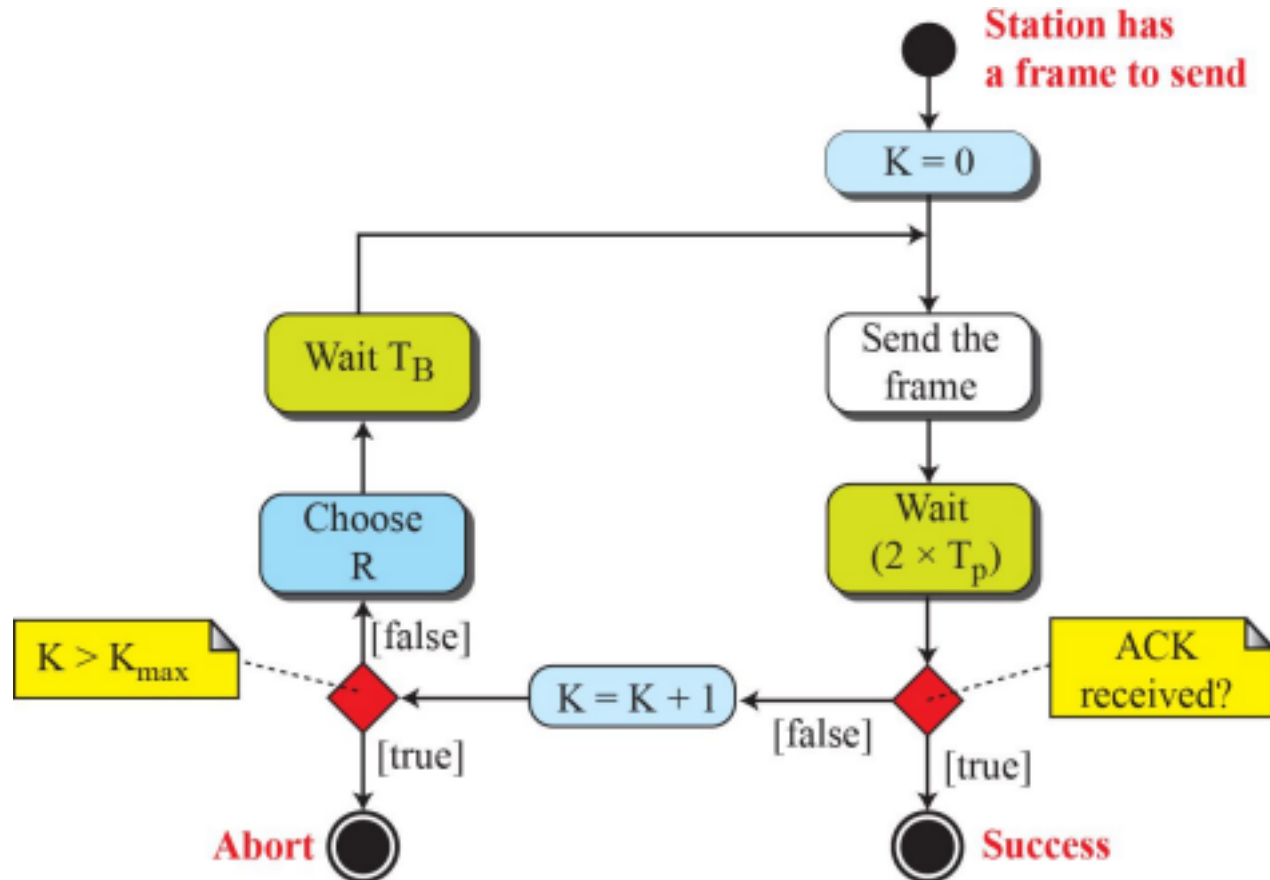 Station has
a frame to send
K = 0
Wait T_B
Send the
frame
Choose
R
Wait
(2 × T_p)
K > K_max
[false]
ACK
received?
K = K + 1
[false]
[true]
[true]
Abort
Success